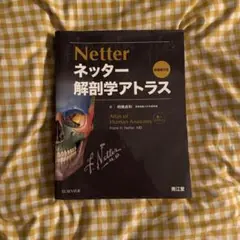 Netter
ネッター
解剖学アトラス
Atlas of
Human Anatomy
Frank H. Netter, MD
F. Netter
ELSEVIER
南江堂